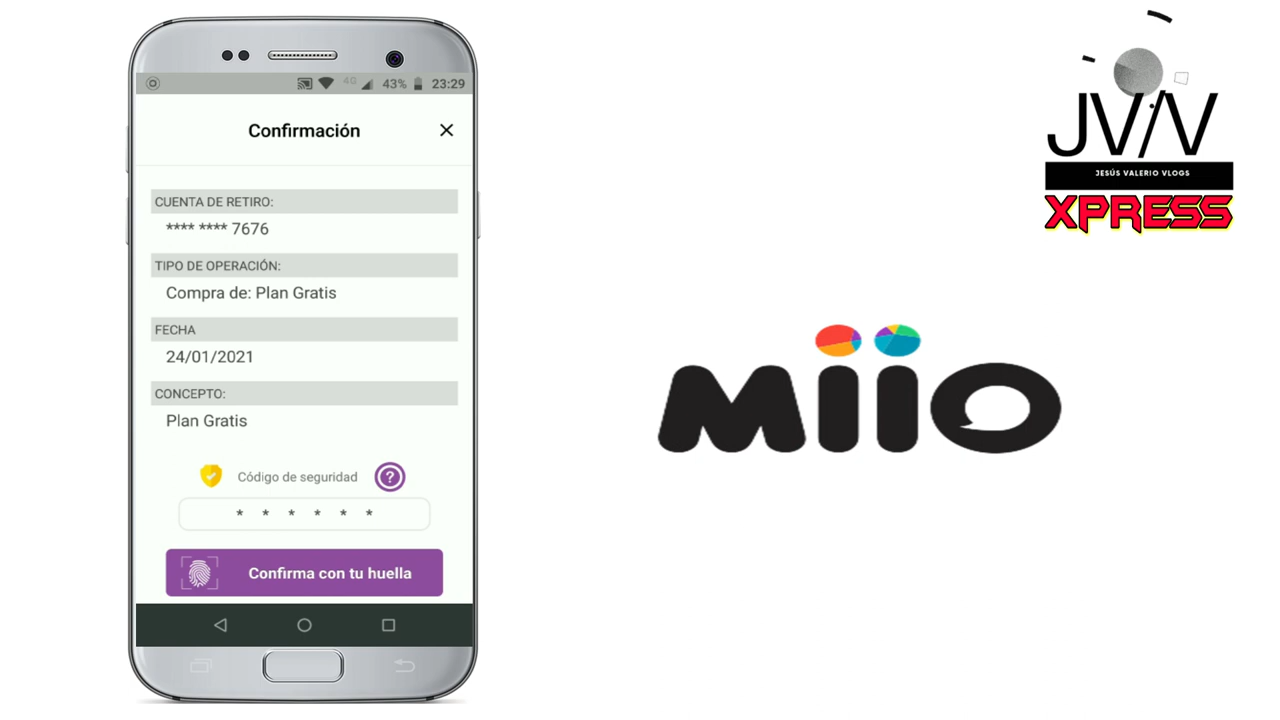 4G 43% 23:29
Confirmación
CUENTA DE RETIRO:
**** **** 7676
TIPO DE OPERACIÓN:
Compra de: Plan Gratis
FECHA
24/01/2021
CONCEPTO:
Plan Gratis
Código de seguridad ?
* * * * * *
Confirma con tu huella
JVV
JESÚS VALERIO VLOGS
XPRESS
MIIO